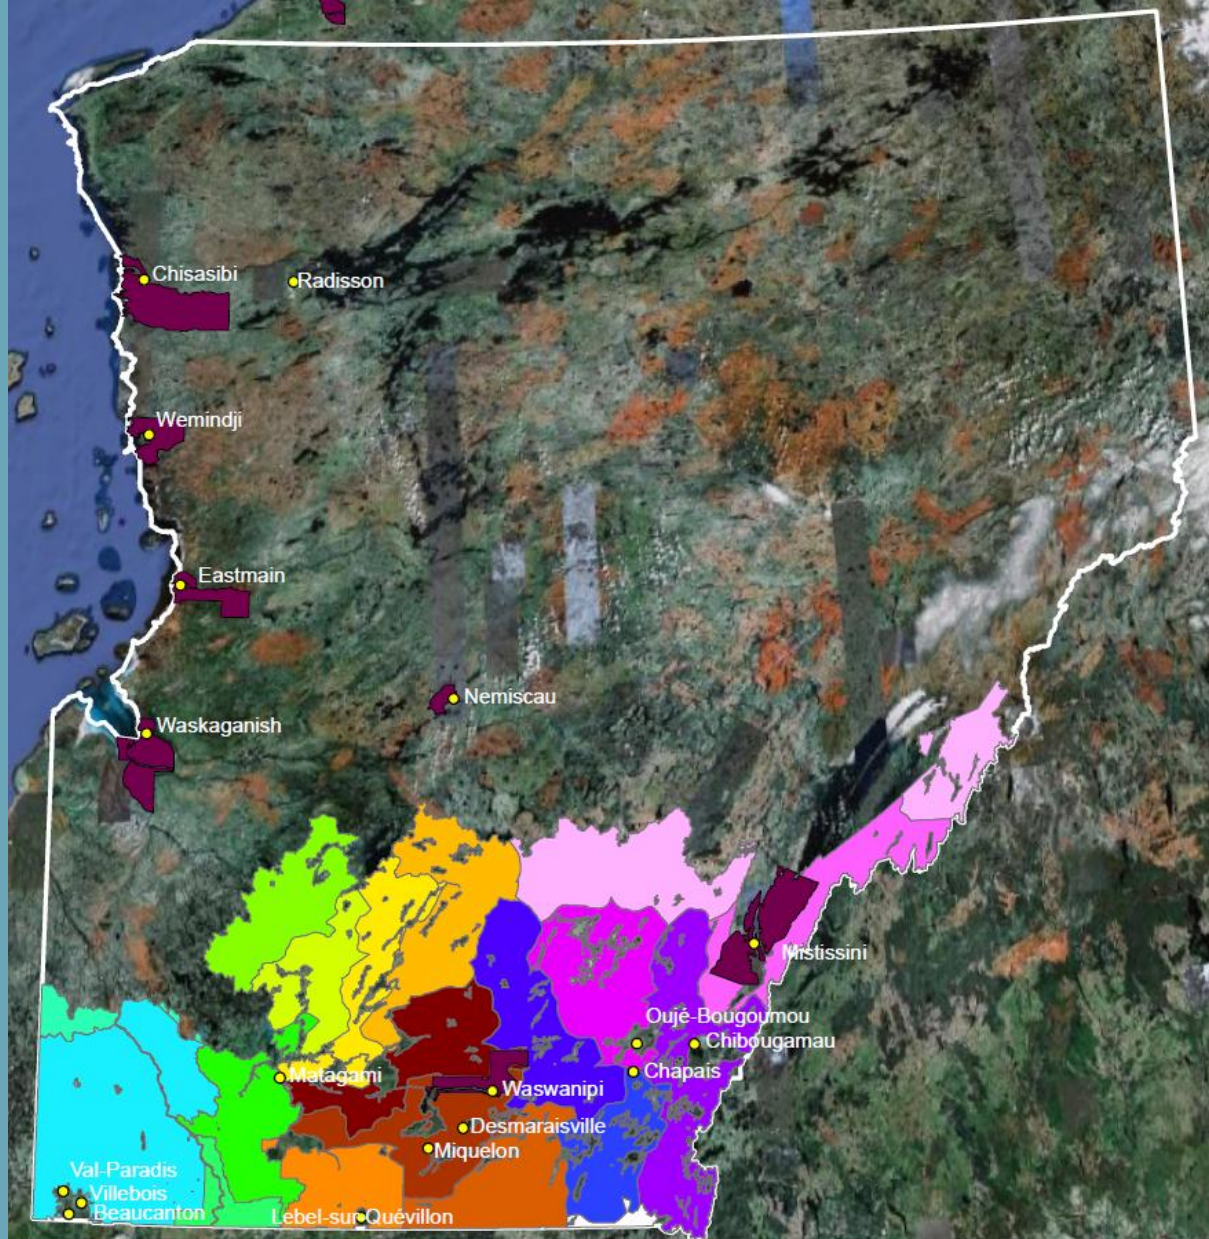 Chisasibi
Radisson
Wemindji
Eastmain
Nemiscau
Waskaganish
Mistissini
Oujé-Bougoumou
Chibougamau
Chapais
Matagami
Waswanipi
Desmaraisville
Miquelon
Val-Paradis
Villebois
Beaucanton
Lebel-sur-Quévillon